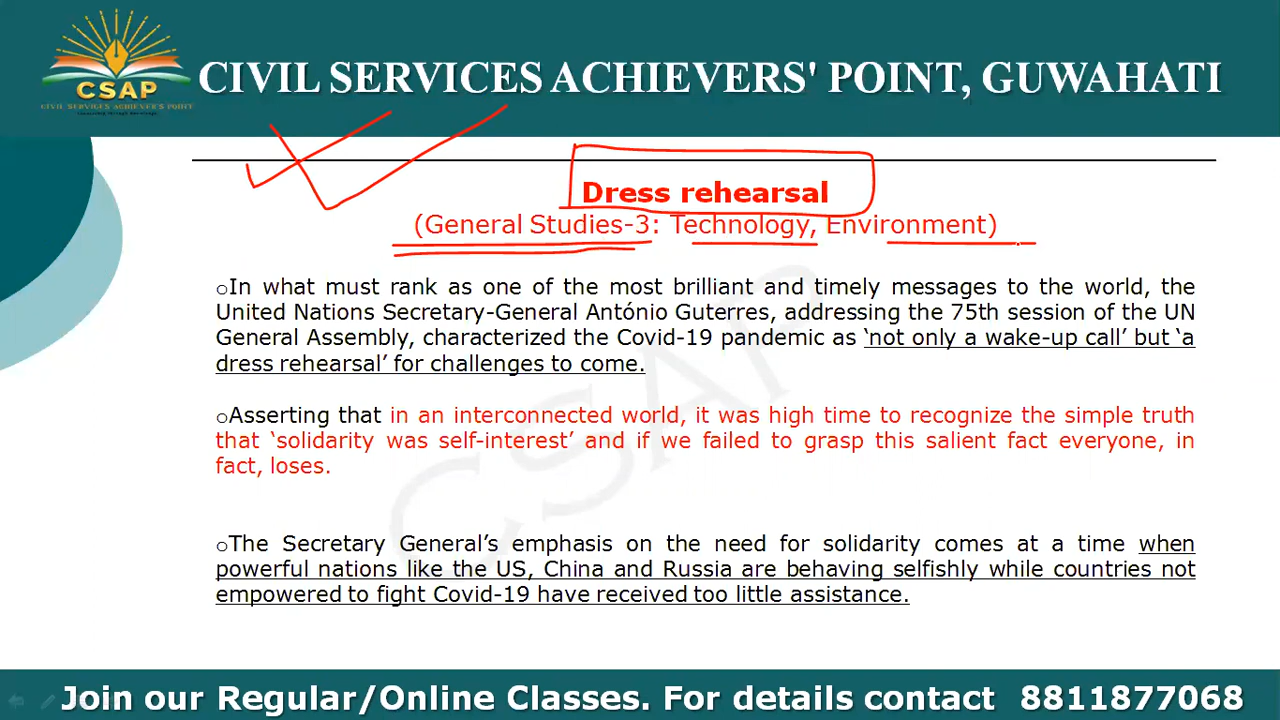 CSAP
CIVIL SERVICES ACHIEVER'S POINT
CIVIL SERVICES ACHIEVERS' POINT, GUWAHATI
Dress rehearsal
(General Studies-3: Technology, Environment)
oIn what must rank as one of the most brilliant and timely messages to the world, the
United Nations Secretary-General António Guterres, addressing the 75th session of the UN
General Assembly, characterized the Covid-19 pandemic as ‘not only a wake-up call’ but ‘a
dress rehearsal’ for challenges to come.
oAsserting that in an interconnected world, it was high time to recognize the simple truth
that ‘solidarity was self-interest’ and if we failed to grasp this salient fact everyone, in
fact, loses.
CSAP
oThe Secretary General’s emphasis on the need for solidarity comes at a time when
powerful nations like the US, China and Russia are behaving selfishly while countries not
empowered to fight Covid-19 have received too little assistance.
Join our Regular/Online Classes. For details contact 8811877068